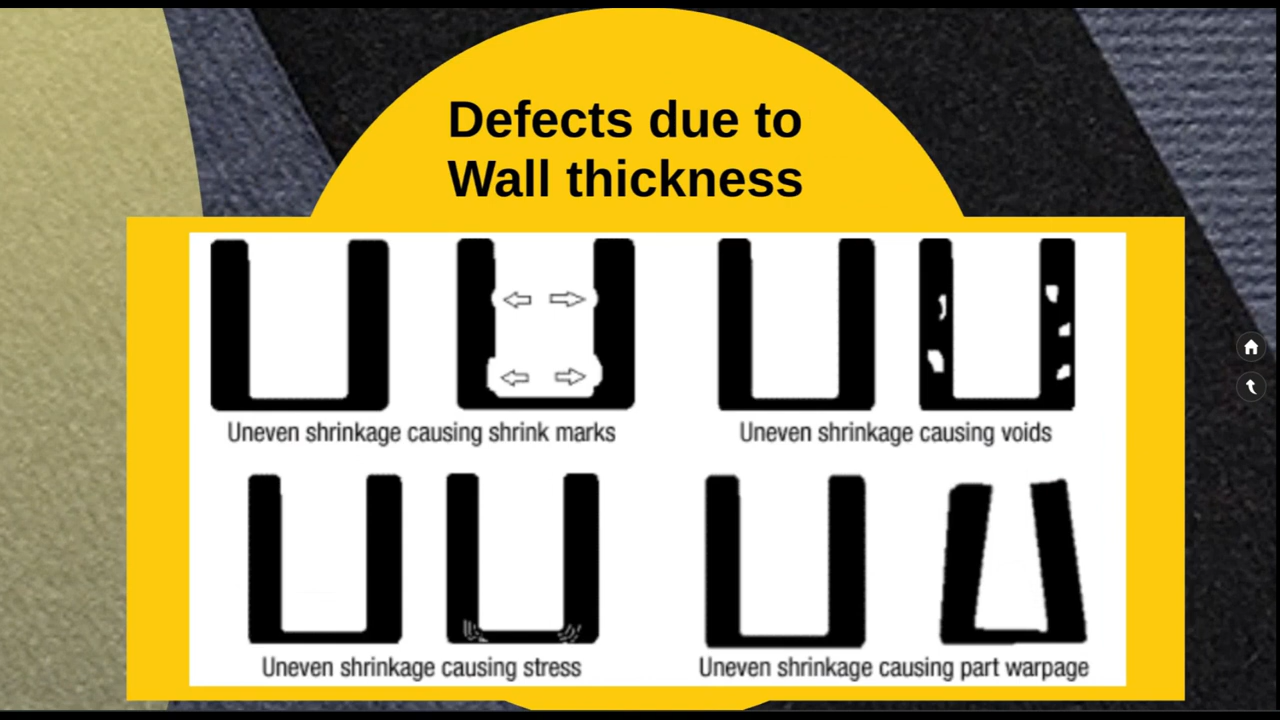 Defects due to
Wall thickness
Uneven shrinkage causing shrink marks
Uneven shrinkage causing voids
Uneven shrinkage causing stress
Uneven shrinkage causing part warpage